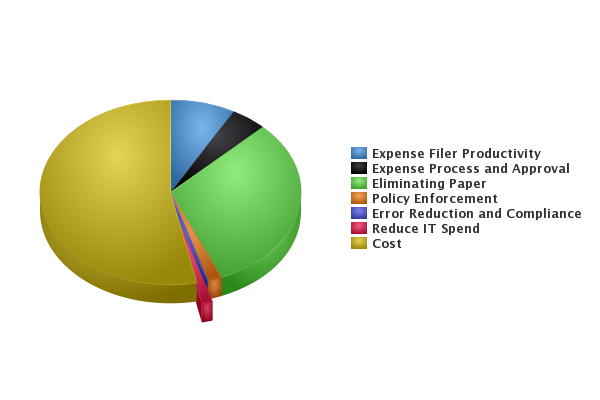 Expense Filer Productivity
Expense Process and Approval
Eliminating Paper
Policy Enforcement
Error Reduction and Compliance
Reduce IT Spend
Cost